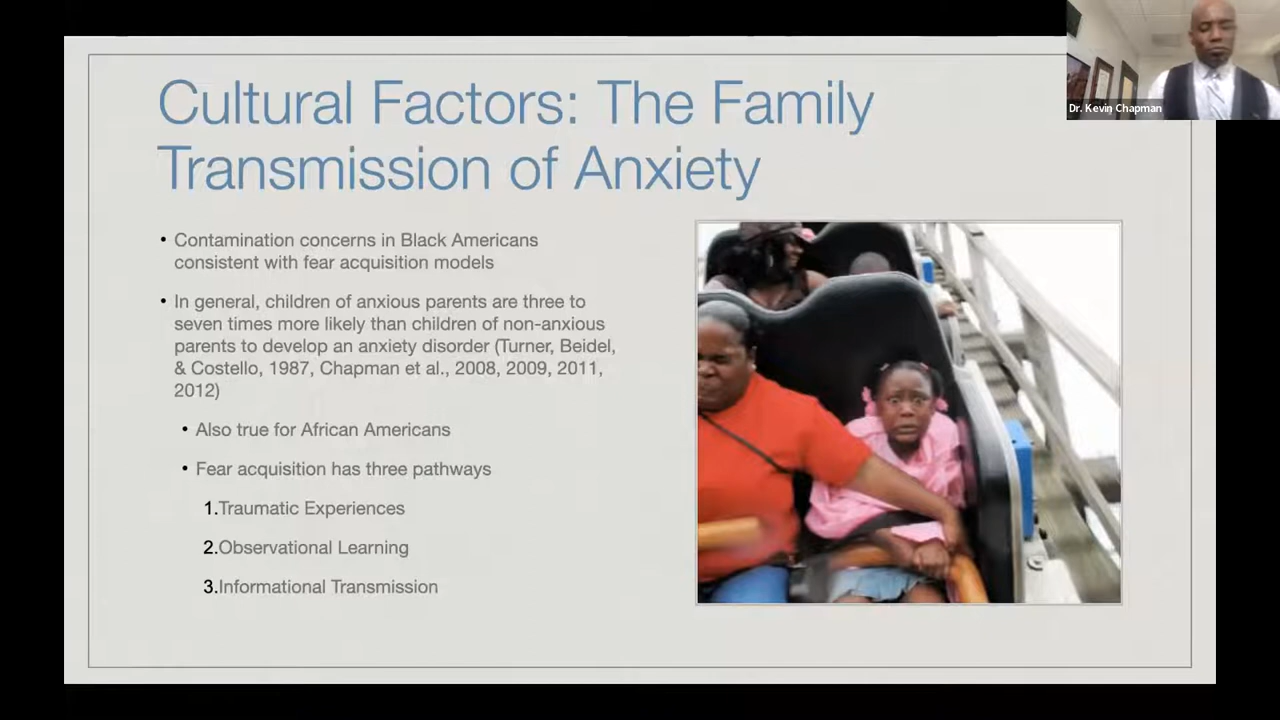 Cultural Factors: The Family
Transmission of Anxiety
Dr. Kevin Chapman
• Contamination concerns in Black Americans
consistent with fear acquisition models
• In general, children of anxious parents are three to
seven times more likely than children of non-anxious
parents to develop an anxiety disorder (Turner, Beidel,
& Costello, 1987, Chapman et al., 2008, 2009, 2011,
2012)
• Also true for African Americans
• Fear acquisition has three pathways
1.Traumatic Experiences
2.Observational Learning
3.Informational Transmission